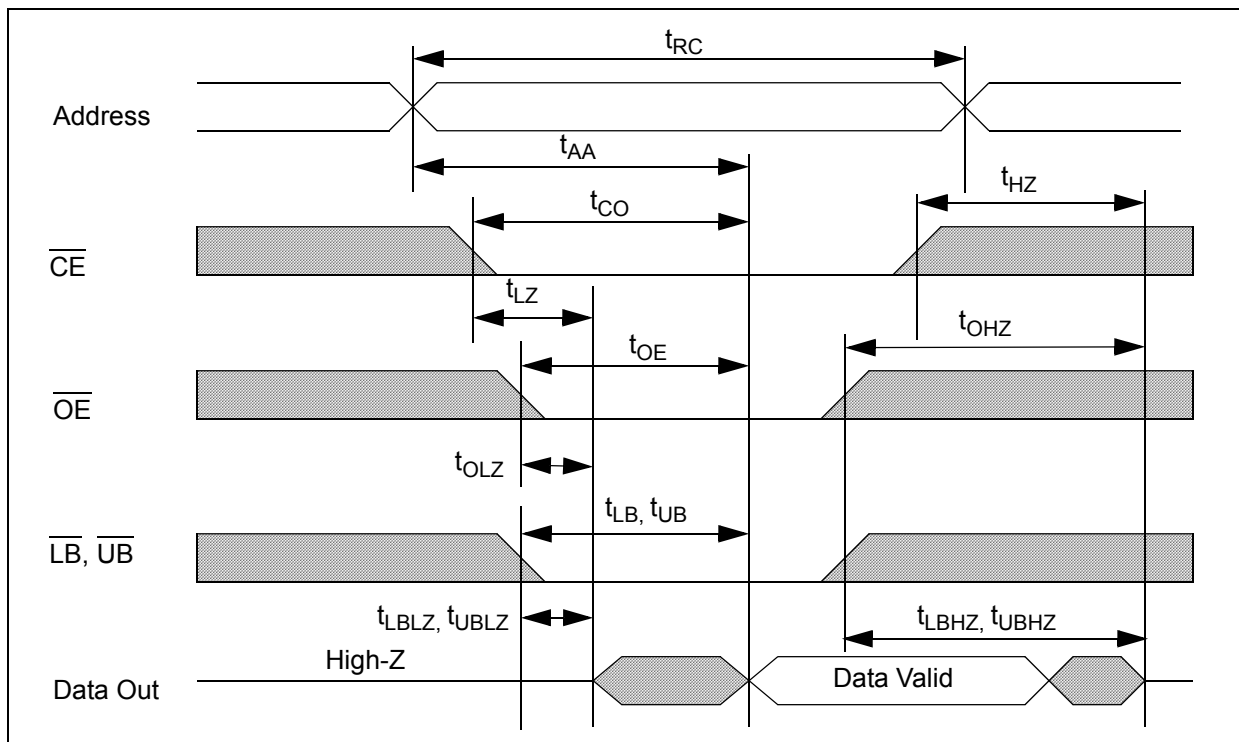 tRC
Address
tAA
tHZ
tCO
CE
tLZ
tOHZ
tOE
OE
tOLZ
tLB, tUB
LB, UB
tLBLZ, tUBLZ
tLBHZ, tUBHZ
High-Z
Data Out
Data Valid